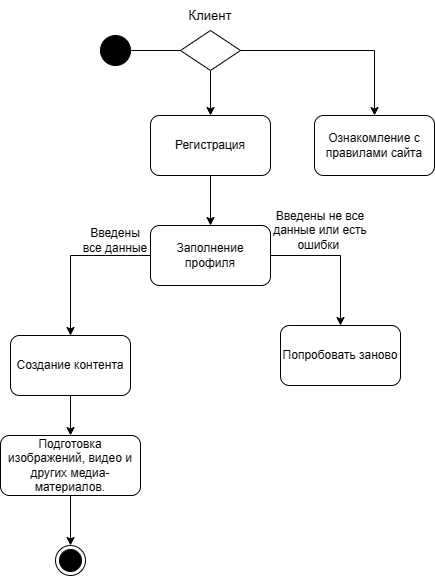 Клиент
Регистрация
Ознакомление с
правилами сайта
Введены
все данные
Заполнение
профиля
Введены не все
данные или есть
ошибки
Создание контента
Попробовать заново
Подготовка
изображений, видео и
других медиа-
материалов.